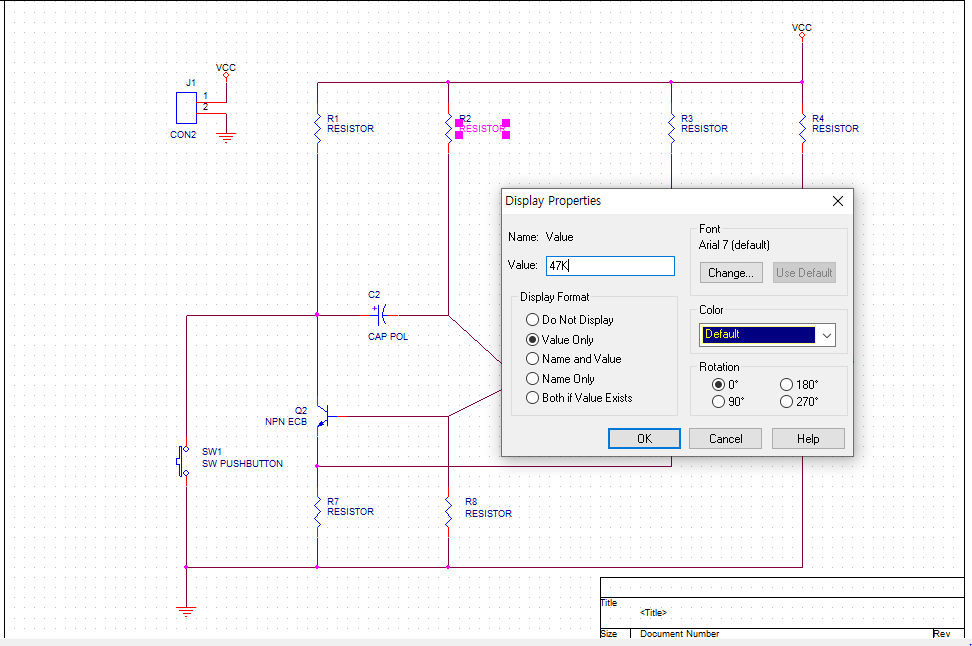 VCC
VCC
J1
1
2
CON2
R1
RESISTOR
R2
RESISTOR
R3
RESISTOR
R4
RESISTOR
Display Properties
Name: Value
Value: 47K
Display Format
Do Not Display
Value Only
Name and Value
Name Only
Both if Value Exists
Font
Arial 7 (default)
Change...
Use Default
Color
Default
Rotation
0°
180°
90°
270°
OK
Cancel
Help
C2
+
CAP POL
Q2
NPN ECB
SW1
SW PUSHBUTTON
R7
RESISTOR
R8
RESISTOR
Title
<Title>
Size
Document Number
Rev